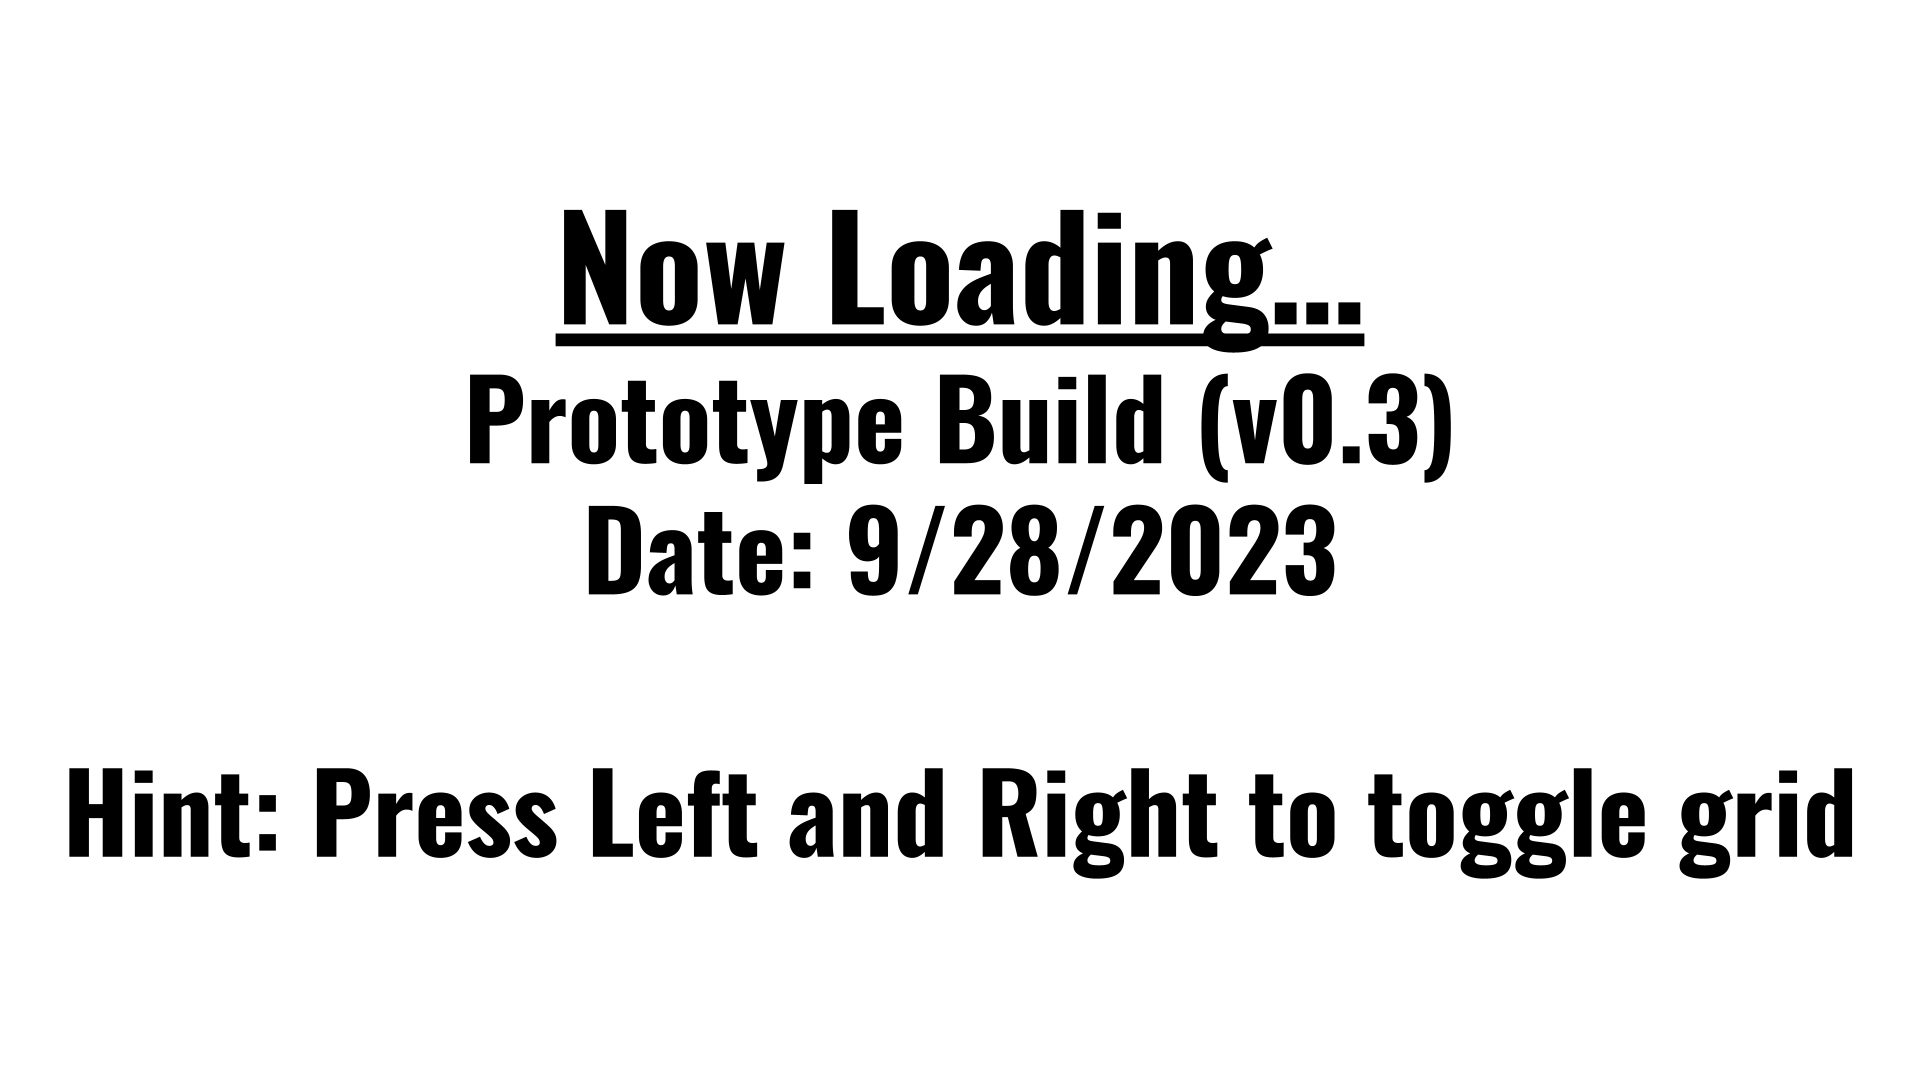 Now Loading...
Prototype Build (v0.3)
Date: 9/28/2023
Hint: Press Left and Right to toggle grid